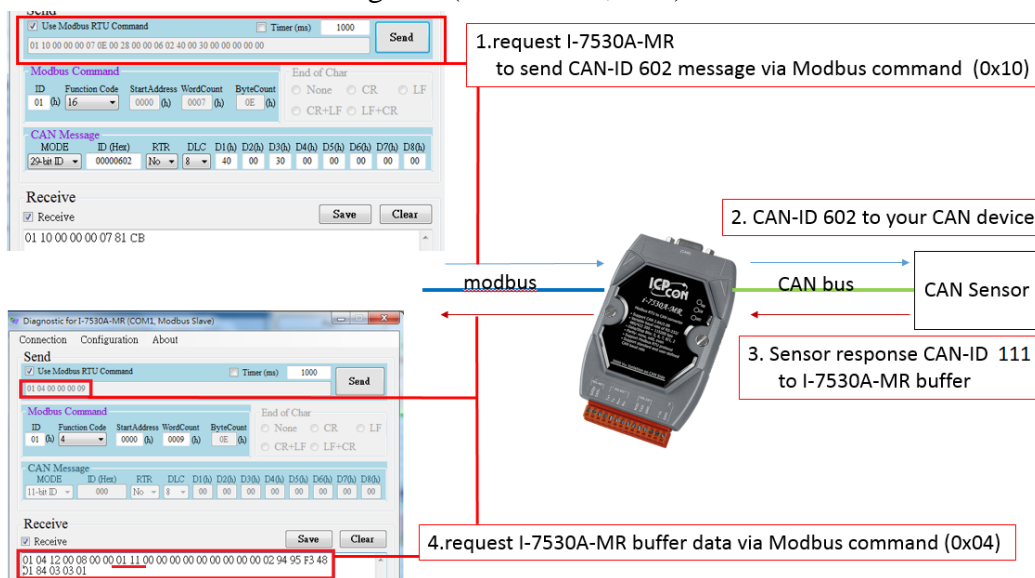 Send
Use Modbus RTU Command
Timer (ms) 1000
Send
01 10 00 00 00 07 0E 00 28 00 00 06 02 40 00 30 00 00 00 00 00
Modbus Command
End of Char
ID Function Code StartAddress WordCount ByteCount
01 (h) 16 0000 (h) 0007 (h) 0E (h)
None CR LF
CR+LF LF+CR
CAN Message
MODE ID (Hex) RTR DLC D1(h) D2(h) D3(h) D4(h) D5(h) D6(h) D7(h) D8(h)
29-bit ID 00000602 No 8 40 00 30 00 00 00 00 00
Receive
Receive
Save
Clear
01 10 00 00 00 07 81 CB
1.request I-7530A-MR
to send CAN-ID 602 message via Modbus command (0x10)
2. CAN-ID 602 to your CAN device
modbus
CAN bus
CAN Sensor
ICP CON
I-7530A-MR
3. Sensor response CAN-ID 111
to I-7530A-MR buffer
Diagnostic for I-7530A-MR (COM1, Modbus Slave)
Connection Configuration About
Send
Use Modbus RTU Command
Timer (ms) 1000
Send
01 04 00 00 00 09
Modbus Command
End of Char
ID Function Code StartAddress WordCount ByteCount
01 (h) 4 0000 (h) 0009 (h) 0E (h)
None CR LF
CR+LF LF+CR
CAN Message
MODE ID (Hex) RTR DLC D1(h) D2(h) D3(h) D4(h) D5(h) D6(h) D7(h) D8(h)
11-bit ID 000 No 8 00 00 00 00 00 00 00 00
Receive
Receive
Save
Clear
01 04 12 00 08 00 00 01 11 00 00 00 00 00 00 00 00 00 02 94 95 F3 48
01 84 03 03 01
4.request I-7530A-MR buffer data via Modbus command (0x04)